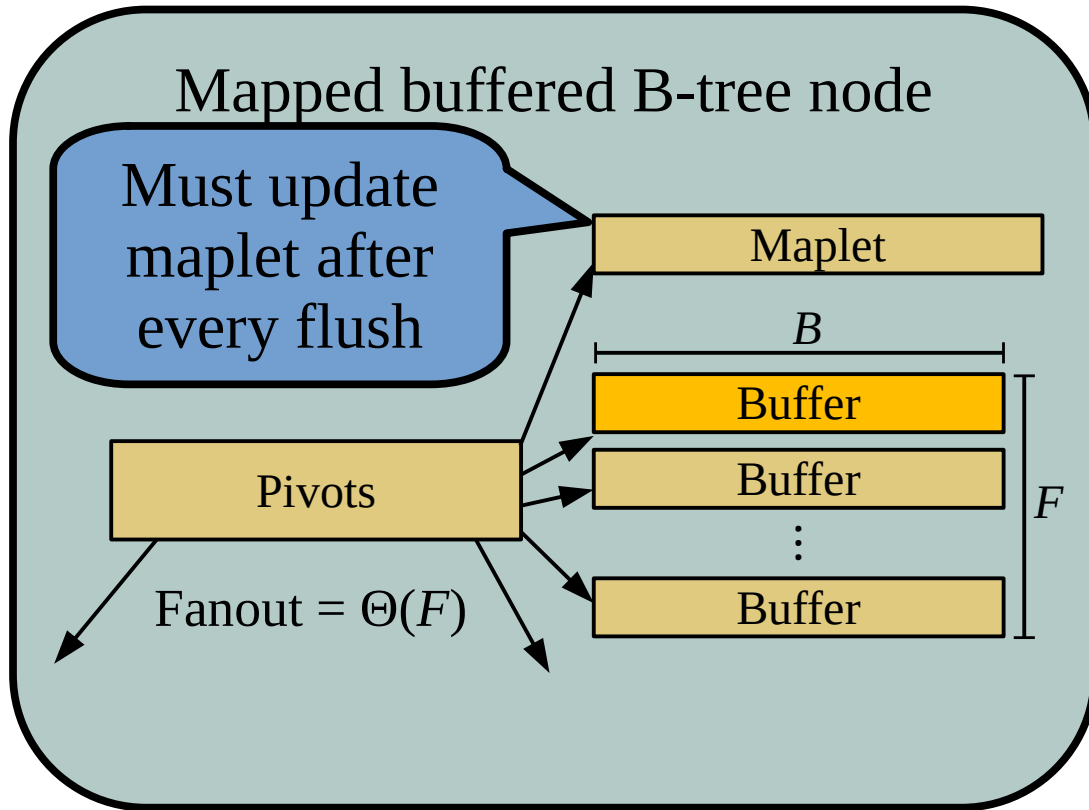 Mapped buffered B-tree node
Must update
maplet after
every flush
Maplet
B
Buffer
Buffer
⋮
Buffer
F
Pivots
Fanout = Θ(F)